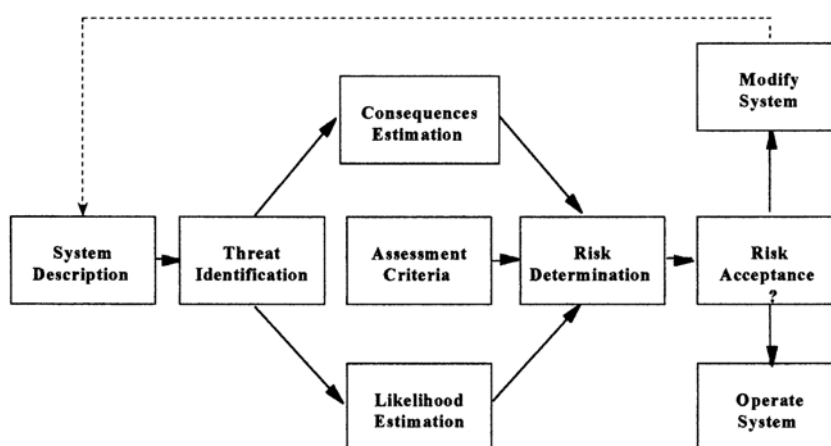 Modify
System
Consequences
Estimation
System
Description
Threat
Identification
Assessment
Criteria
Risk
Determination
Risk
Acceptance
?
Likelihood
Estimation
Operate
System